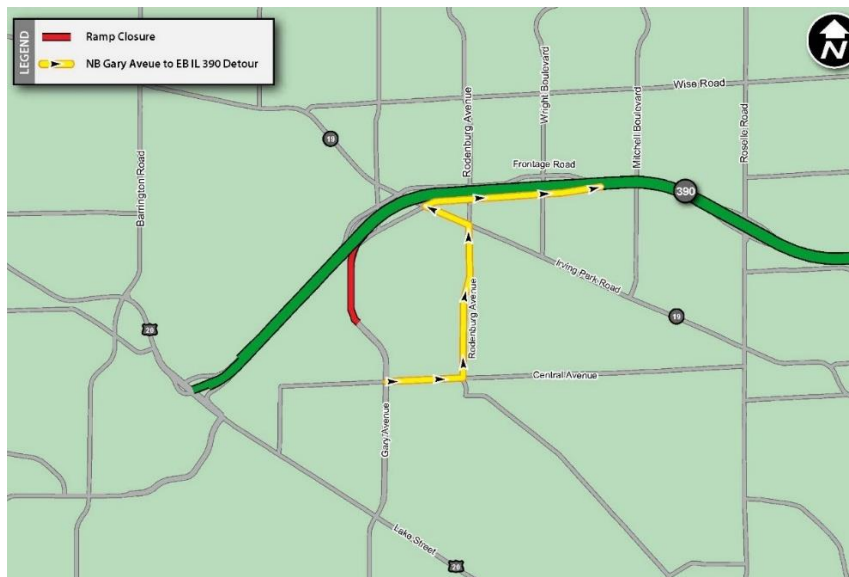 LEGEND
Ramp Closure
NB Gary Aveue to EB IL 390 Detour
N
Wise Road
Rodenburg Avenue
Wright Boulevard
Mitchell Boulevard
Roselle Road
19
Frontage Road
Barrington Road
390
Irving Park Road
19
20
Rodenburg Avenue
Central Avenue
Gary Avenue
Lake Street
20